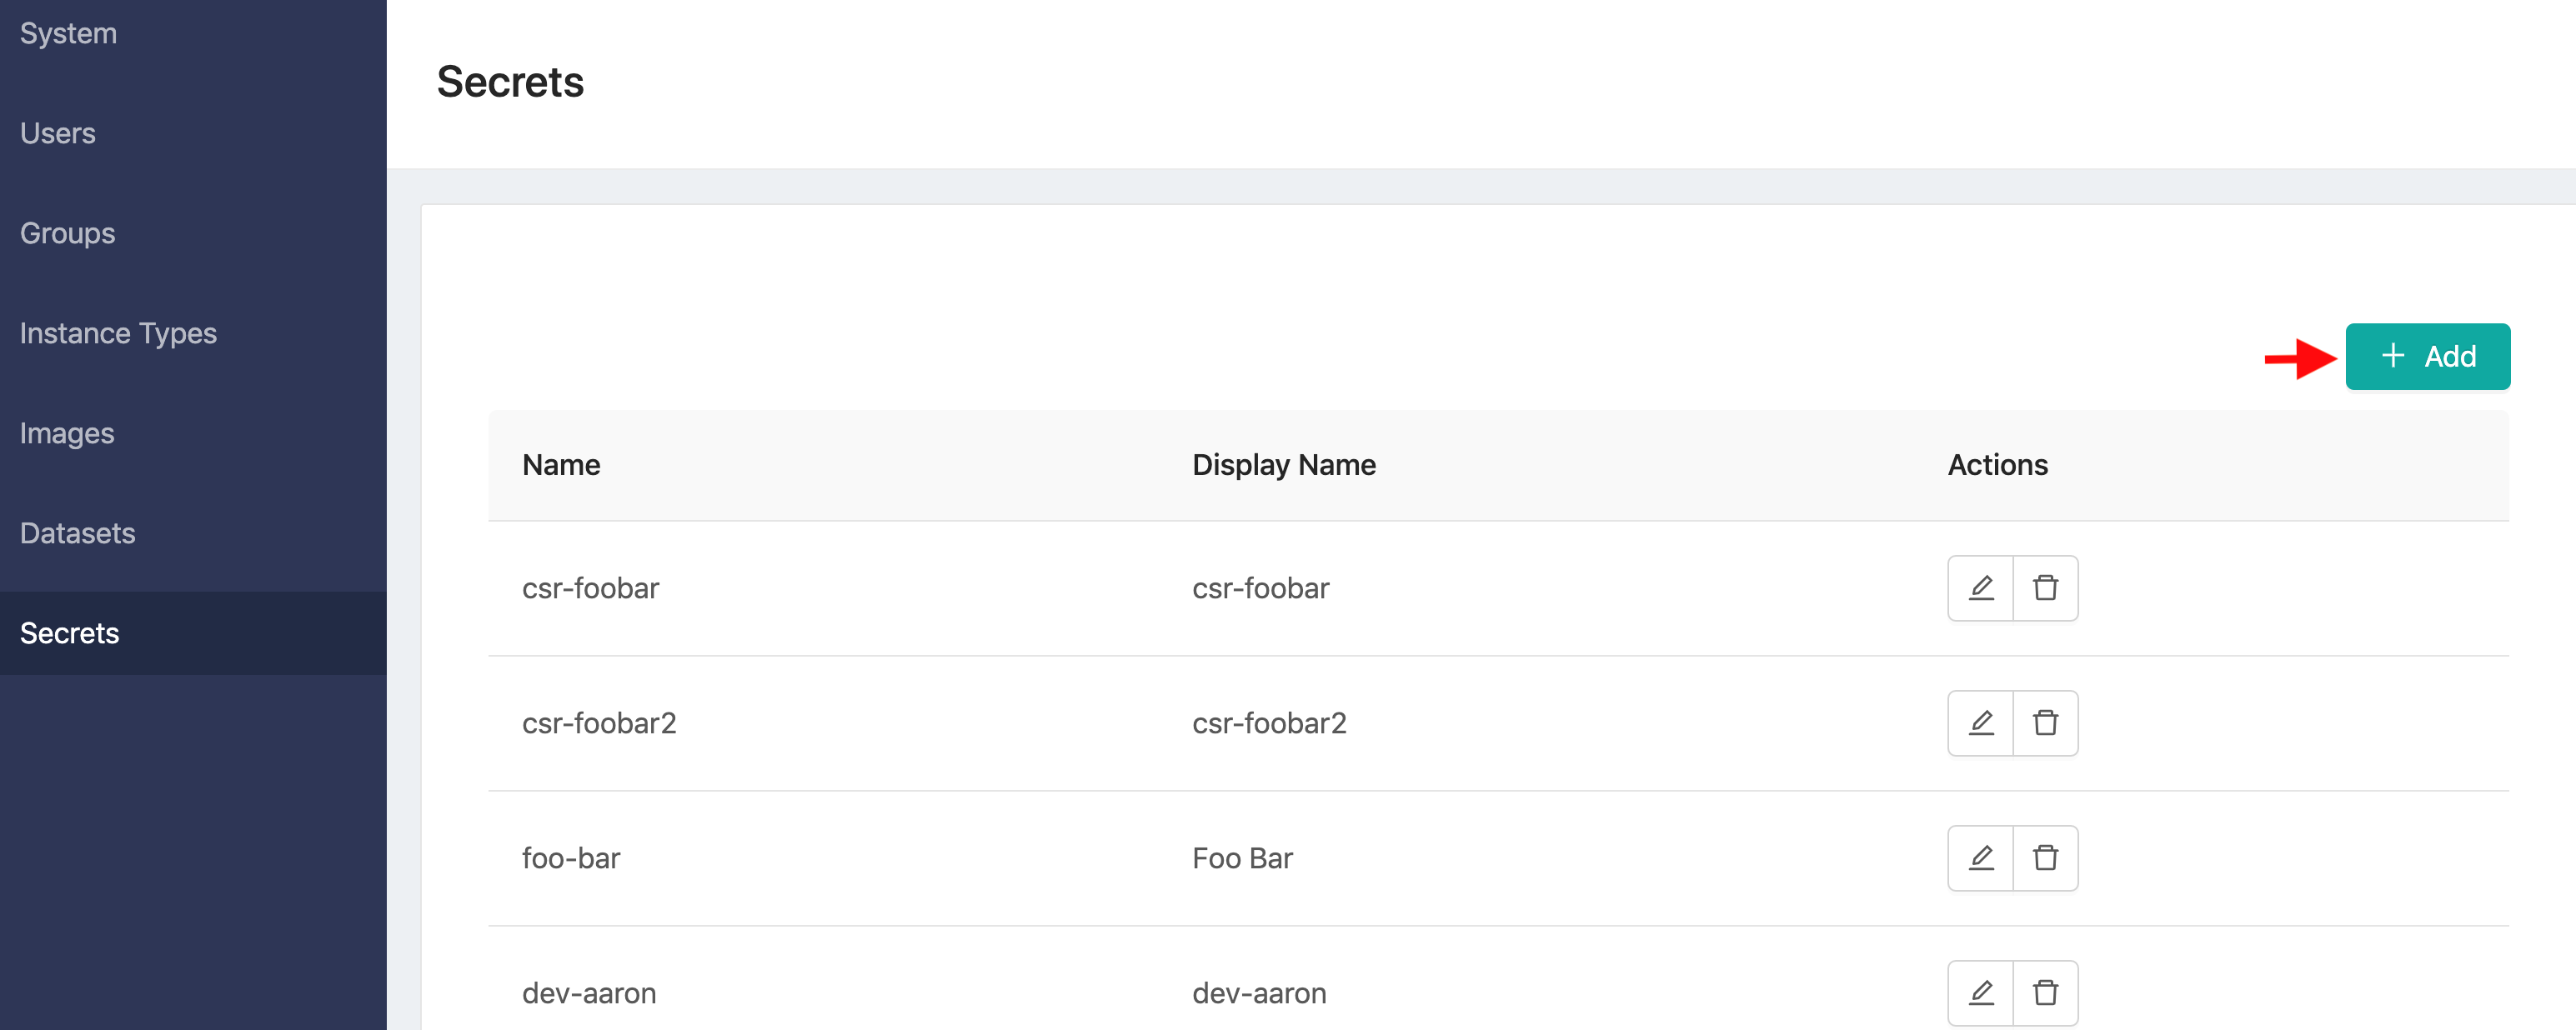 System
Users
Groups
Instance Types
Images
Datasets
Secrets
Secrets
+ Add
Name Display Name Actions
csr-foobar csr-foobar
csr-foobar2 csr-foobar2
foo-bar Foo Bar
dev-aaron dev-aaron